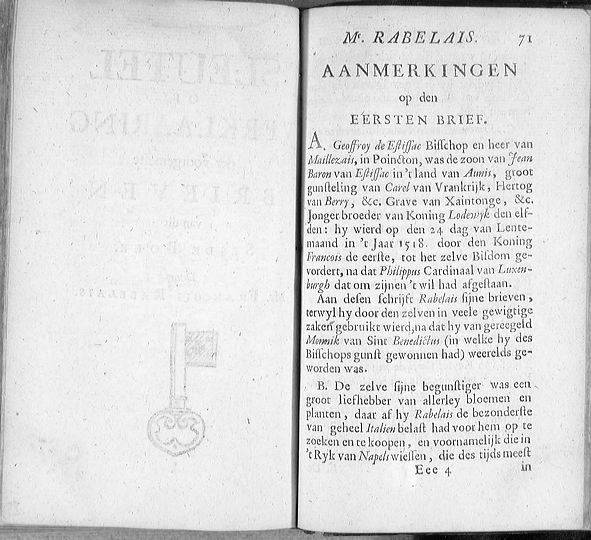 Mr. RABELAIS. 71
AANMERKINGEN
op den
EERSTEN BRIEF.
A. Geoffroy de Estissac Bisschop en heer van
Maillezais, in Poincton, was de zoon van Jean
Baron van Estissac in 't land van Aunis, groot
gunsteling van Carel van Vrankrijk, Hertog
van Berry, &c. Grave van Xaintonge, &c.
Jonger broeder van Koning Lodewyk den elf-
den: hy wierd op den 24 dag van Lente-
maand in 't Jaar 1518. door den Koning
Francois de eerste, tot het zelve Bisdom ge-
vordert, na dat Philippus Cardinaal van Luxen-
burgh dat om zijnen 't wil had afgestaan.
Aan desen schrijft Rabelais sijne brieven,
terwyl hy door den zelven in veele gewigtige
zaken gebruikt wierd, na dat hy van gereegeld
Monnik van Sint Benedictus (in welke hy des
Bisschops gunst gewonnen had) weerelds ge-
worden was.
B. De zelve sijne begunstiger was een
groot liefhebber van allerley bloemen en
planten, daar af hy Rabelais de bezonderste
van geheel Italien belast had voor hem op te
zoeken en te koopen, en voornamelijk die in
't Ryk van Napels wiessen, die des tijds meest
Eee 4 in